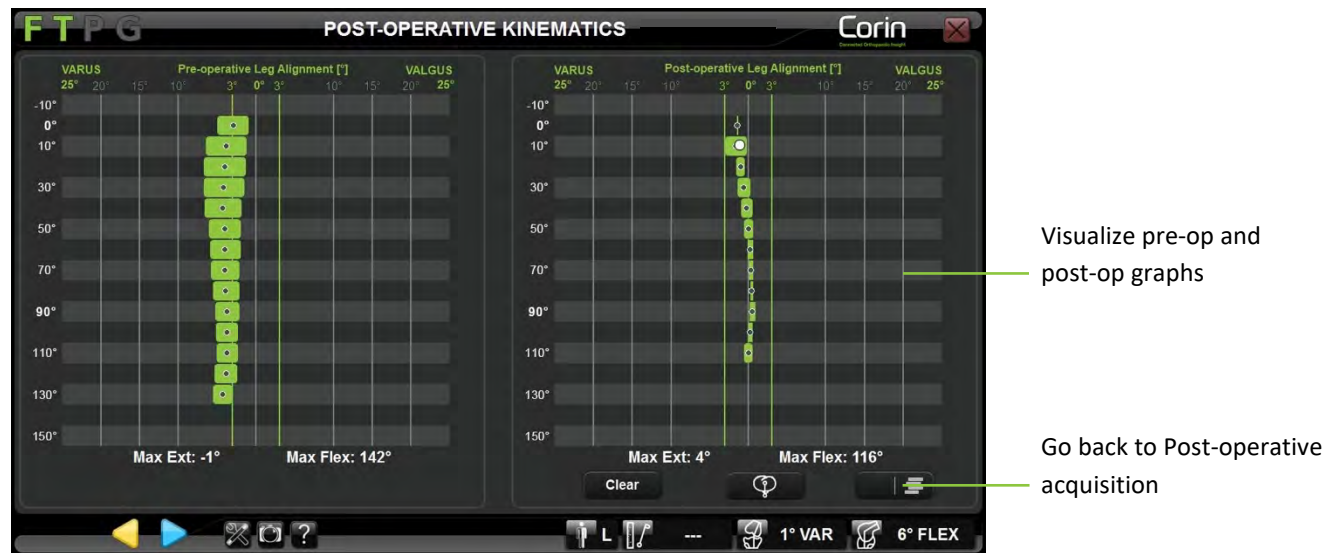 F T P G
POST-OPERATIVE KINEMATICS
Corin
Connected Orthopaedic Insight
VARUS Pre-operative Leg Alignment [°] VALGUS
25° 20° 15° 10° 3° 0° 3° 10° 15° 20° 25°
-10°
0°
10°
30°
50°
70°
90°
110°
130°
150°
Max Ext: -1° Max Flex: 142°
VARUS Post-operative Leg Alignment [°] VALGUS
25° 20° 15° 10° 3° 0° 3° 10° 15° 20° 25°
-10°
0°
10°
30°
50°
70°
90°
110°
130°
150°
Max Ext: 4° Max Flex: 116°
Clear
?
L --- 1° VAR 6° FLEX
Visualize pre-op and
post-op graphs
Go back to Post-operative
acquisition